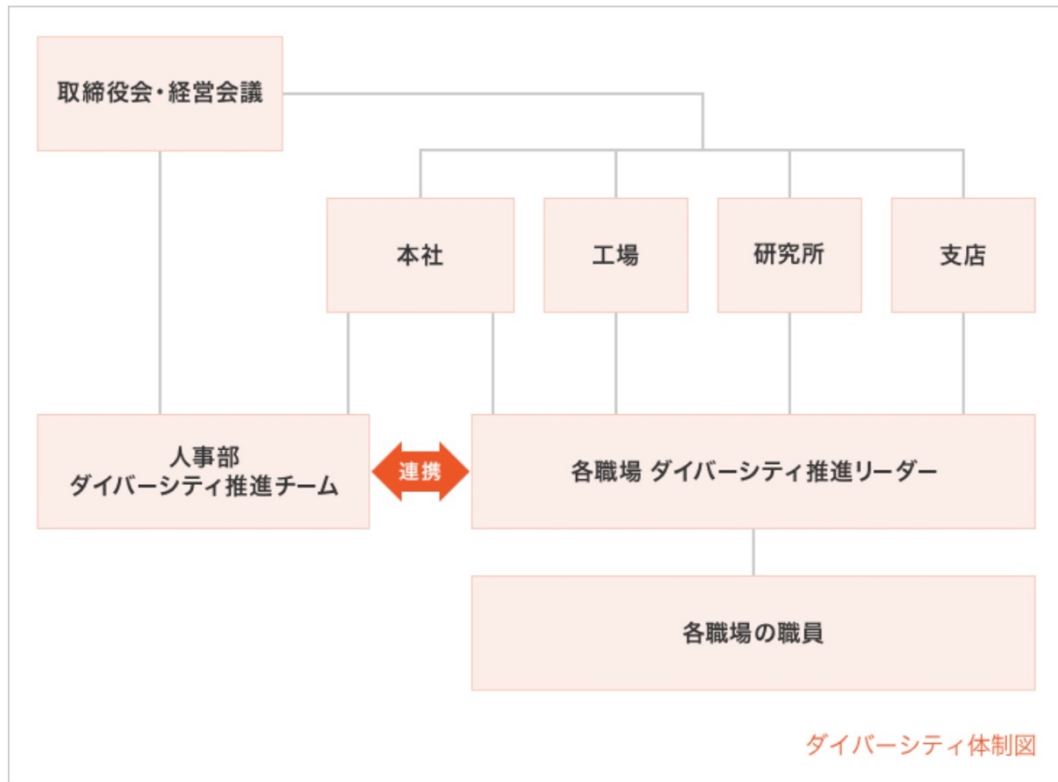 取締役会・経営会議
本社
工場
研究所
支店
人事部
ダイバーシティ推進チーム
連携
各職場 ダイバーシティ推進リーダー
各職場の職員
ダイバーシティ体制図